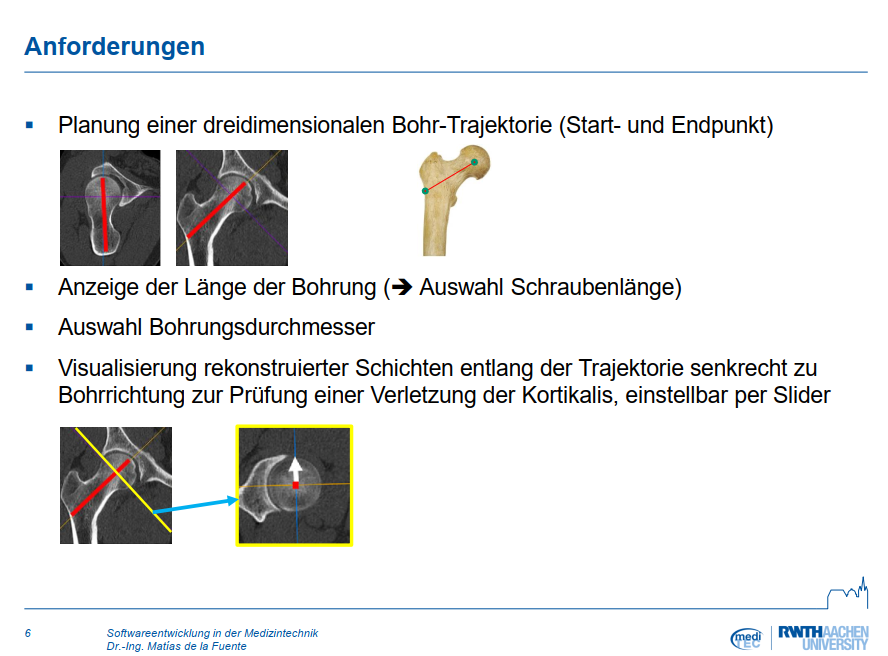 Anforderungen
Planung einer dreidimensionalen Bohr-Trajektorie (Start- und Endpunkt)
Anzeige der Länge der Bohrung (➔ Auswahl Schraubenlänge)
Auswahl Bohrungsdurchmesser
Visualisierung rekonstruierter Schichten entlang der Trajektorie senkrecht zu
Bohrrichtung zur Prüfung einer Verletzung der Kortikalis, einstellbar per Slider
6
Softwareentwicklung in der Medizintechnik
Dr.-Ing. Matías de la Fuente
medi
TEC
RWTHAACHEN
UNIVERSITY